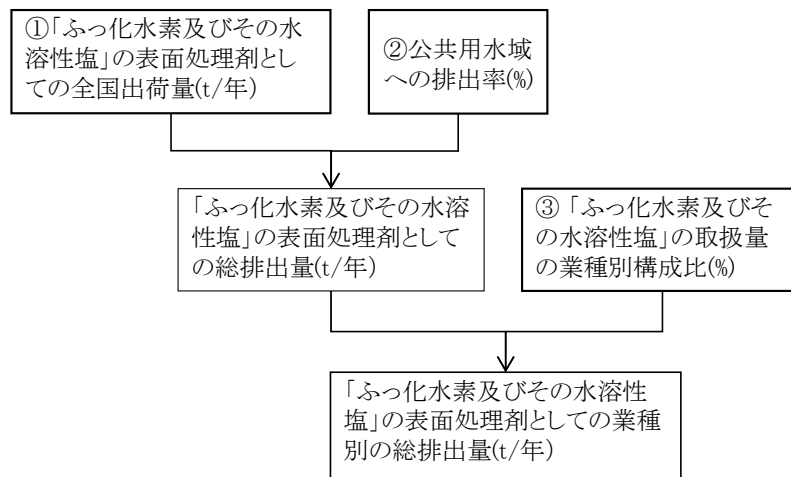 ①「ふっ化水素及びその水
溶性塩」の表面処理剤とし
ての全国出荷量(t/年)
②公共用水域
への排出率(%)
「ふっ化水素及びその水溶
性塩」の表面処理剤として
の総排出量(t/年)
③「ふっ化水素及びそ
の水溶性塩」の取扱量
の業種別構成比(%)
「ふっ化水素及びその水溶性
塩」の表面処理剤としての業種
別の総排出量(t/年)